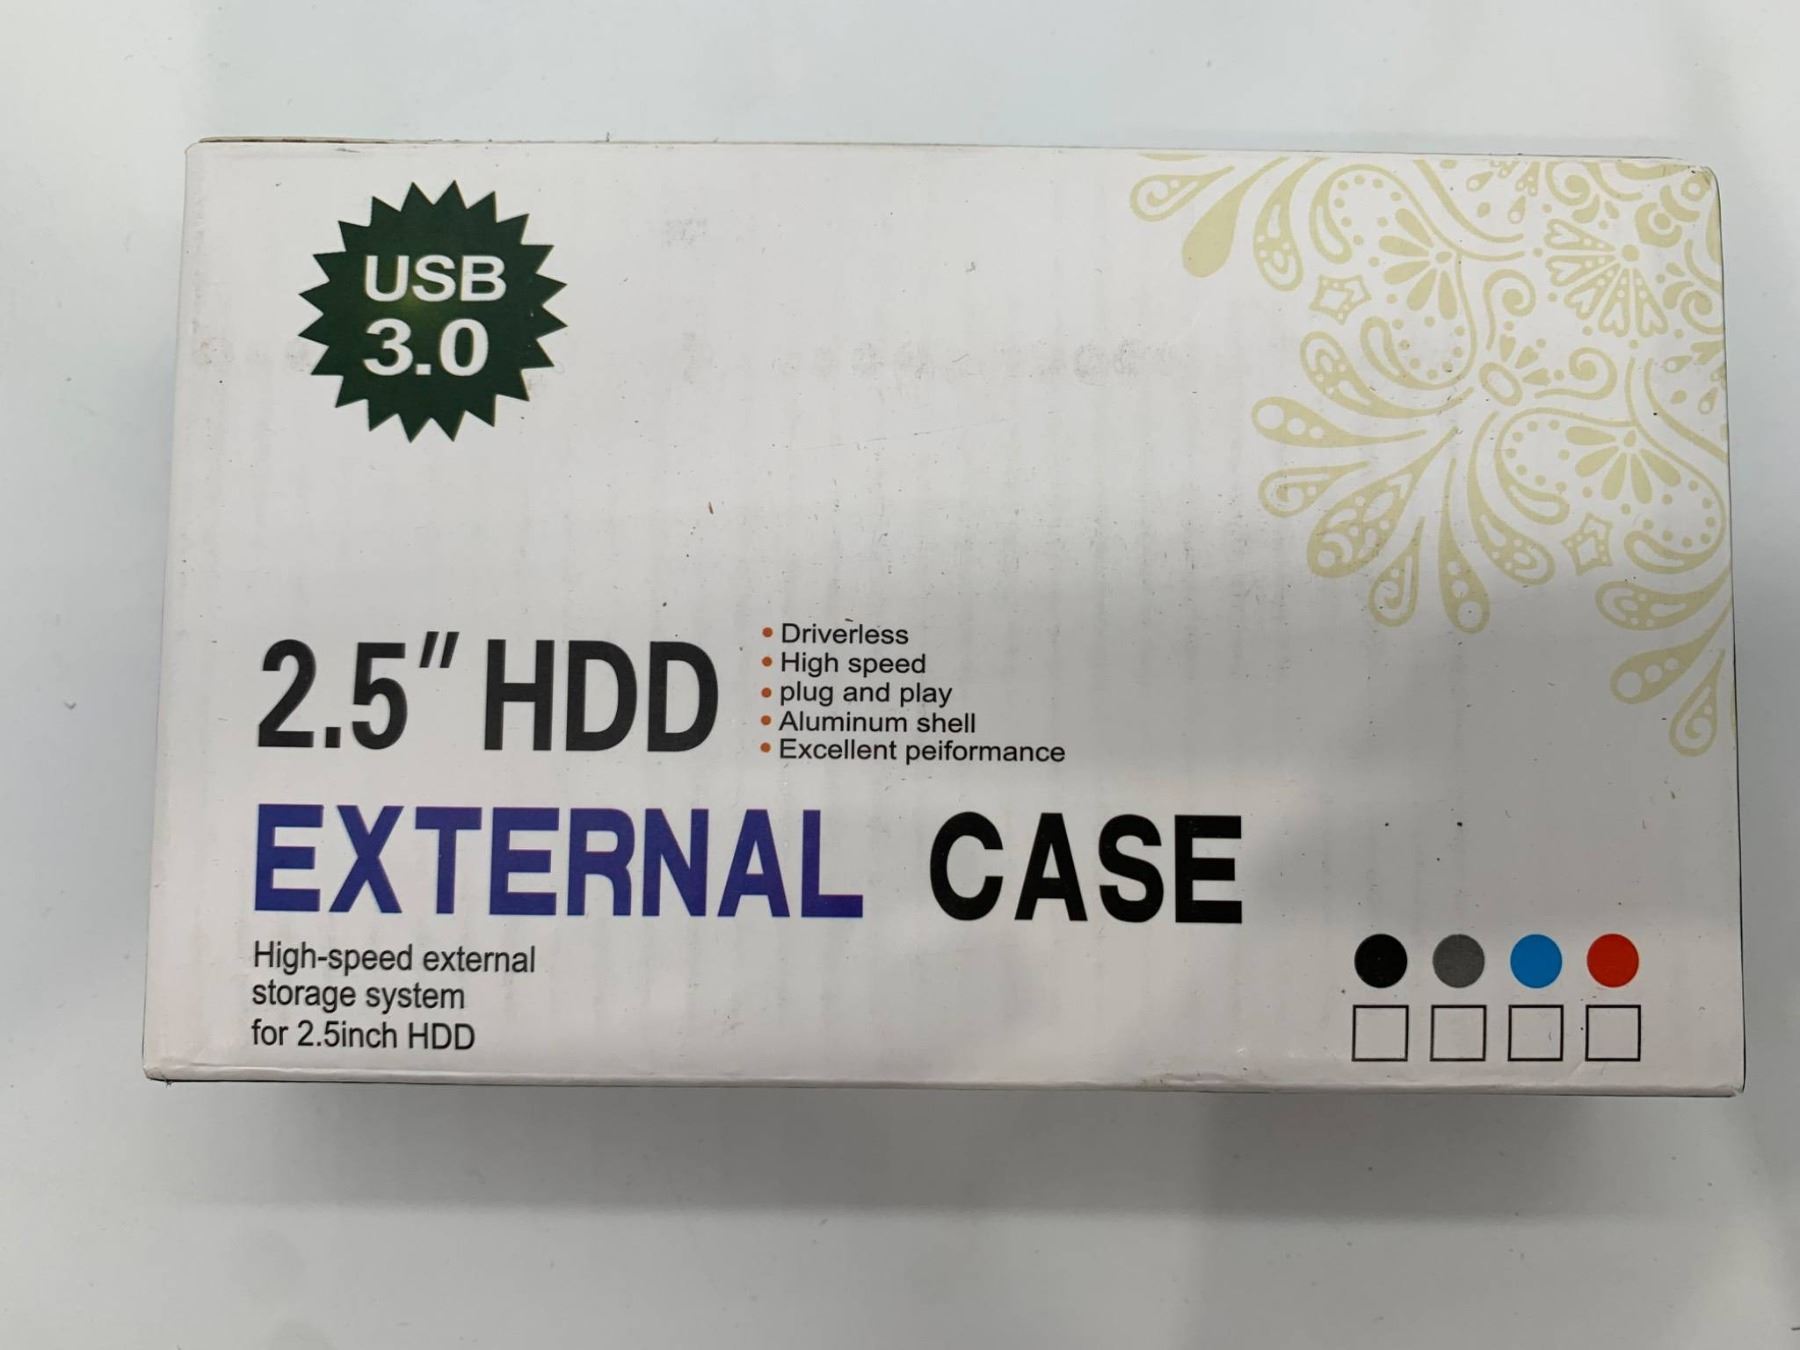 USB
3.0
2.5" HDD
• Driverless
• High speed
• plug and play
• Aluminum shell
• Excellent peiformance
EXTERNAL CASE
High-speed external
storage system
for 2.5inch HDD